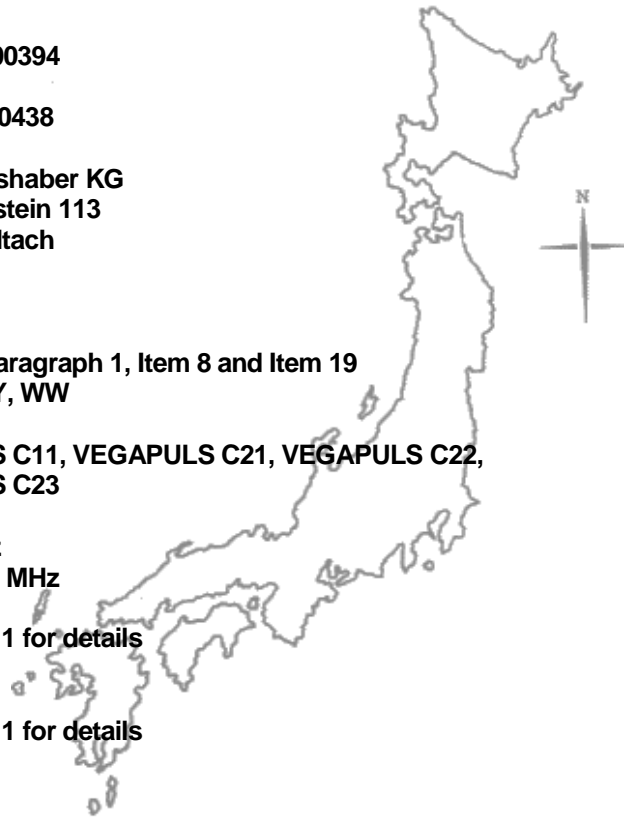 00394
0438
shaber KG
stein 113
ltach
N
aragraph 1, Item 8 and Item 19
Y, WW
S C11, VEGAPULS C21, VEGAPULS C22,
S C23
MHz
1 for details
1 for details